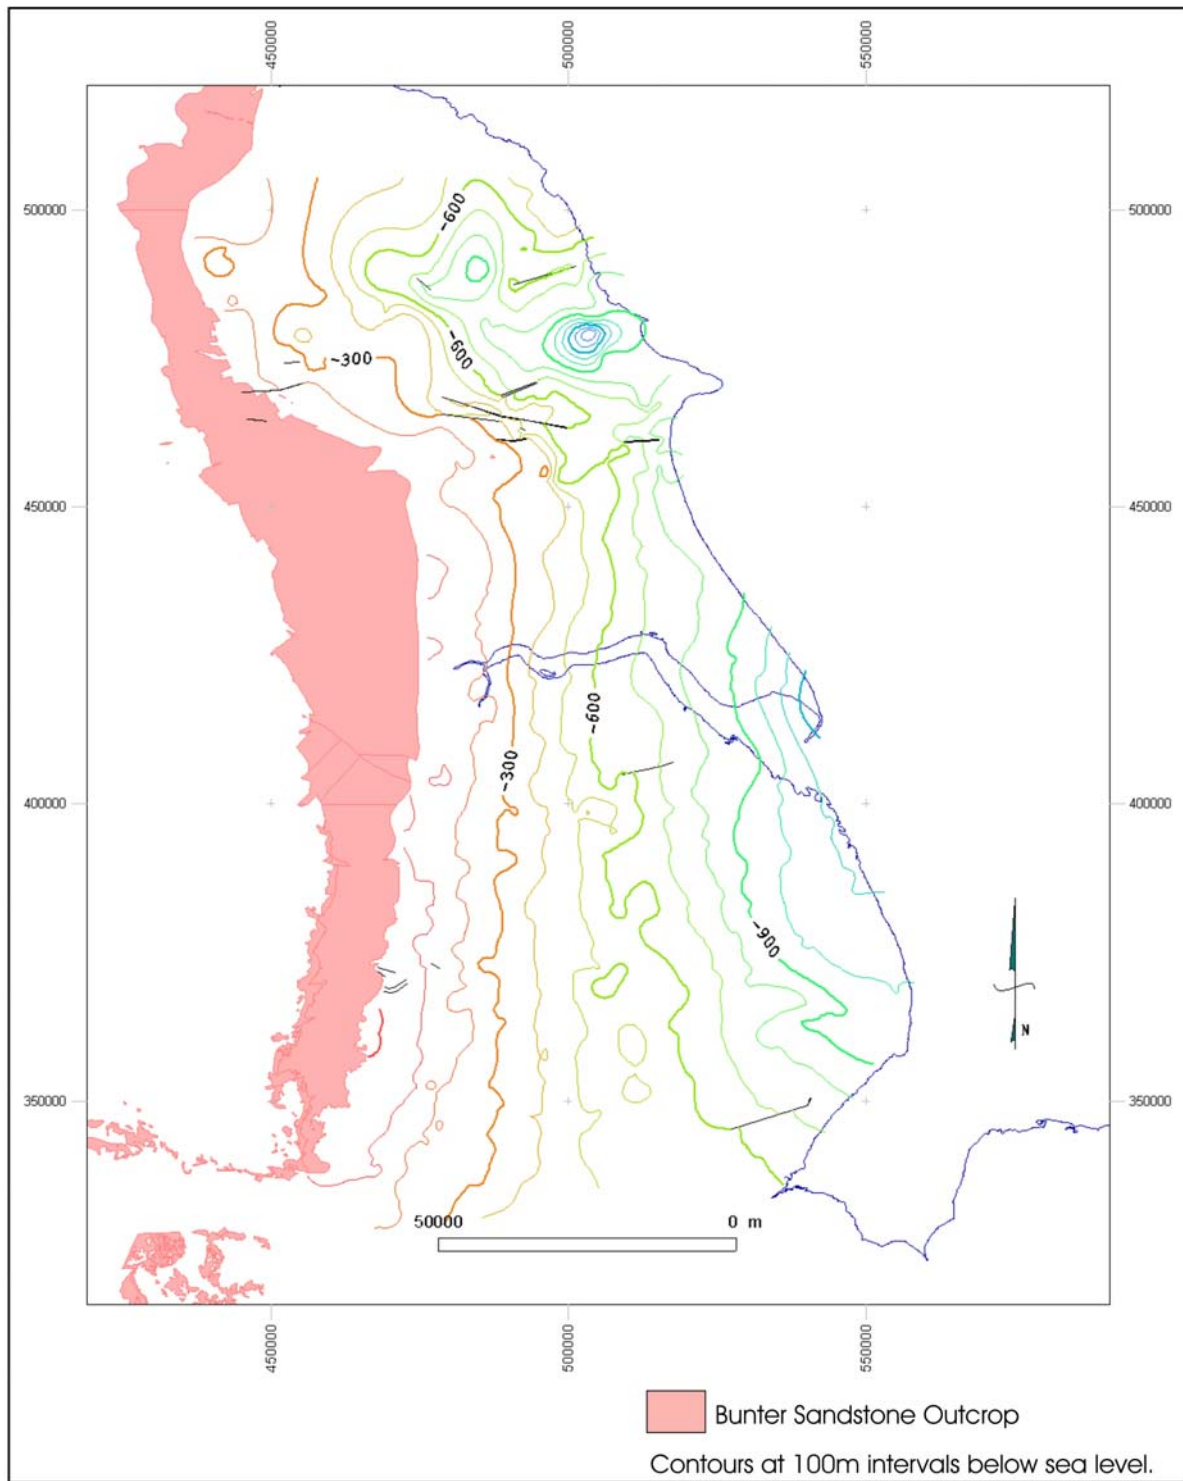 450000 500000 550000
500000 500000
~600
~600
~300
450000 450000
~600
~300
400000 400000
~900
N
350000 350000
50000 0 m
450000 500000 550000
Bunter Sandstone Outcrop
Contours at 100m intervals below sea level.